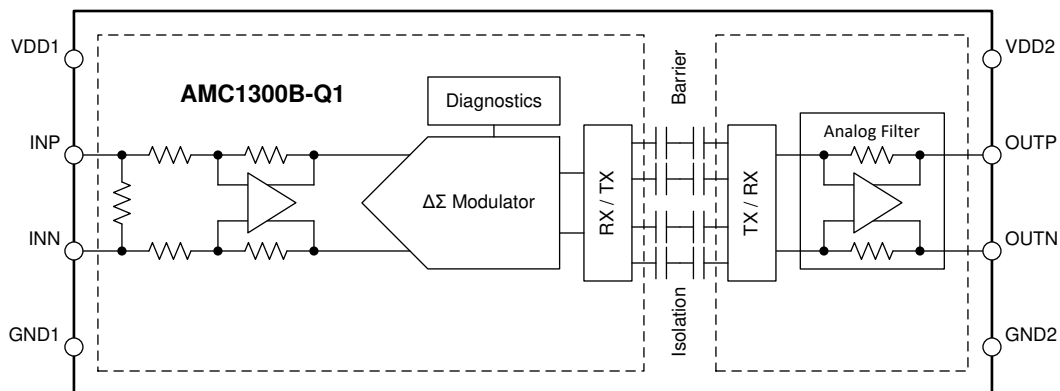 VDD1
VDD2
AMC1300B-Q1
Diagnostics
Barrier
INP
Analog Filter
OUTP
ΔΣ Modulator
RX / TX
TX / RX
INN
OUTN
Isolation
GND1
GND2